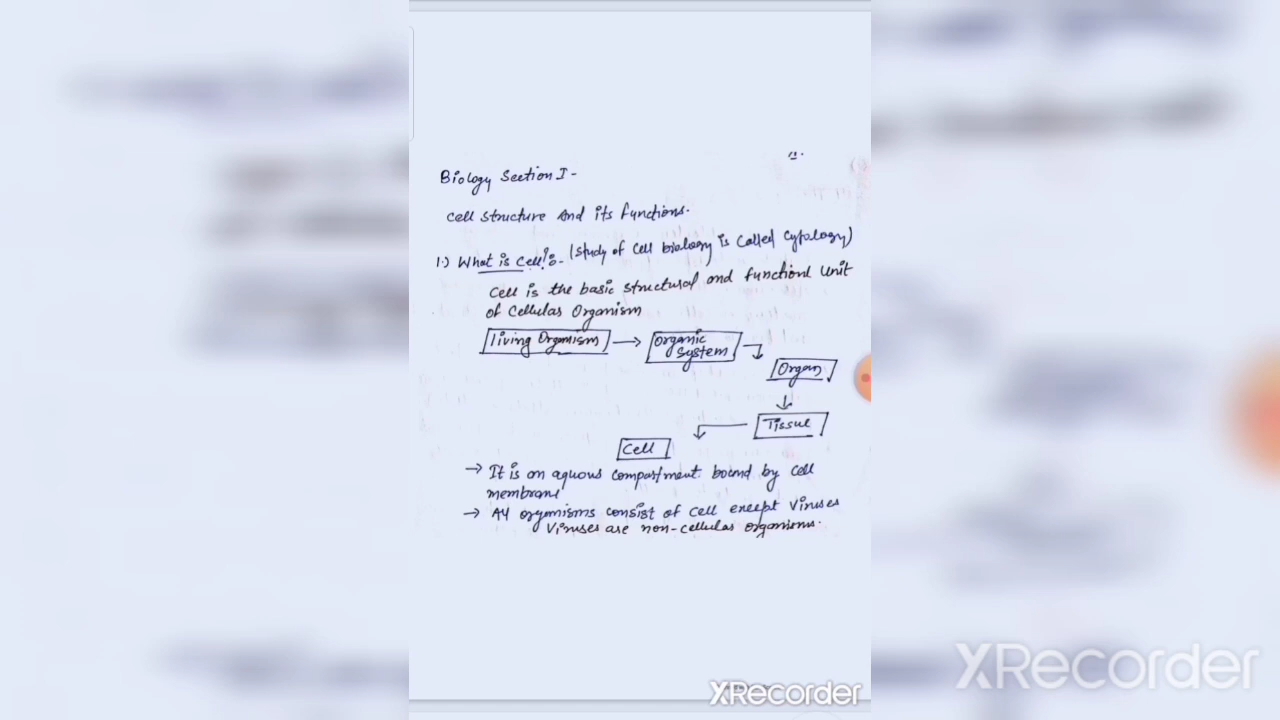 11.
Biology Section I -
Cell Structure And its functions.
1.) What is Cell:- (Study of Cell biology is called Cytology)
Cell is the basic structural and functionl Unit
of Cellular Organism
living Organism → Organic System
Organ
Tissue
Cell
→ It is an aquous compartment bound by cell
membrane
→ All organisms consist of cell except Viruses
Viruses are non-cellular organisms.
XRecorder
XRecorder